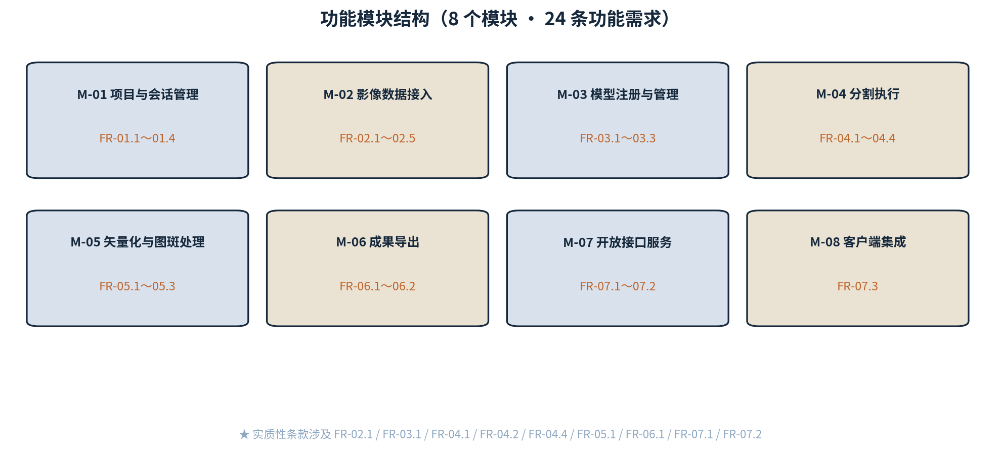 功能模块结构（8 个模块 · 24 条功能需求）
M-01 项目与会话管理
FR-01.1～01.4
M-02 影像数据接入
FR-02.1～02.5
M-03 模型注册与管理
FR-03.1～03.3
M-04 分割执行
FR-04.1～04.4
M-05 矢量化与图斑处理
FR-05.1～05.3
M-06 成果导出
FR-06.1～06.2
M-07 开放接口服务
FR-07.1～07.2
M-08 客户端集成
FR-07.3
★ 实质性条款涉及 FR-02.1 / FR-03.1 / FR-04.1 / FR-04.2 / FR-04.4 / FR-05.1 / FR-06.1 / FR-07.1 / FR-07.2